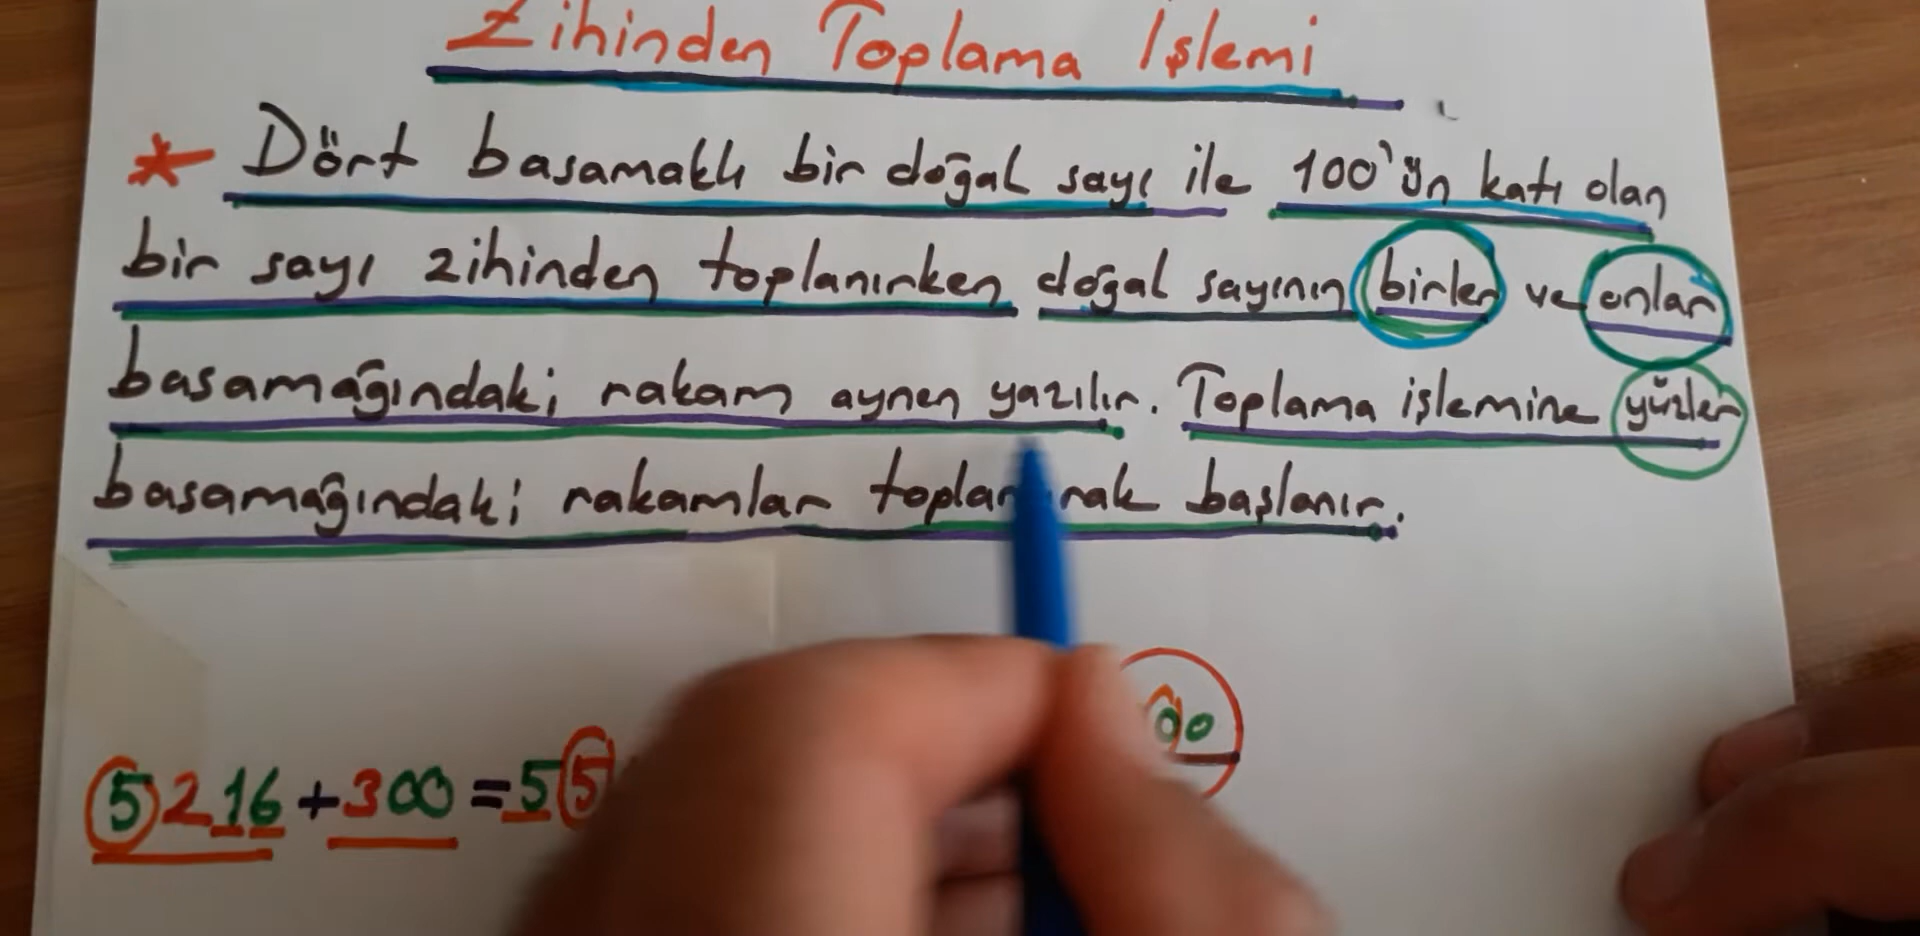 Zihinden Toplama İşlemi
* Dört basamaklı bir doğal sayı ile 100'ün katı olan
bir sayı zihinden toplanırken doğal sayının birler ve onlar
basamağındaki rakam aynen yazılır. Toplama işlemine yüzler
basamağındaki rakamlar başlanır.
00
5216 + 300 = 55